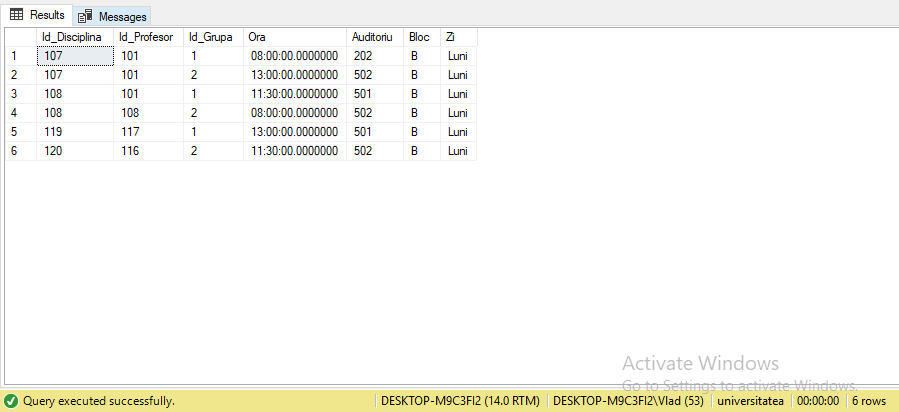 Results Messages
Id_Disciplina Id_Profesor Id_Grupa Ora Auditoriu Bloc Zi
1 107 101 1 08:00:00.0000000 202 B Luni
2 107 101 2 13:00:00.0000000 502 B Luni
3 108 101 1 11:30:00.0000000 501 B Luni
4 108 108 2 08:00:00.0000000 502 B Luni
5 119 117 1 13:00:00.0000000 501 B Luni
6 120 116 2 11:30:00.0000000 502 B Luni
Activate Windows
Go to Settings to activate Windows.
Query executed successfully. DESKTOP-M9C3FI2 (14.0 RTM) DESKTOP-M9C3FI2\Vlad (53) universitatea 00:00:00 6 rows